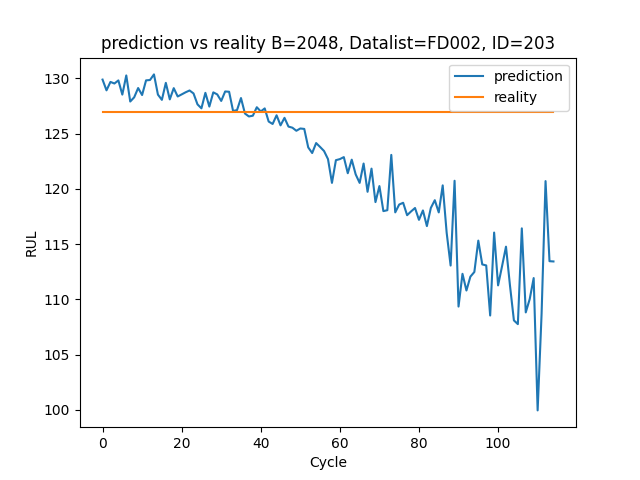 prediction vs reality B=2048, Datalist=FD002, ID=203
prediction
reality
130
125
120
115
110
105
100
RUL
0 20 40 60 80 100
Cycle